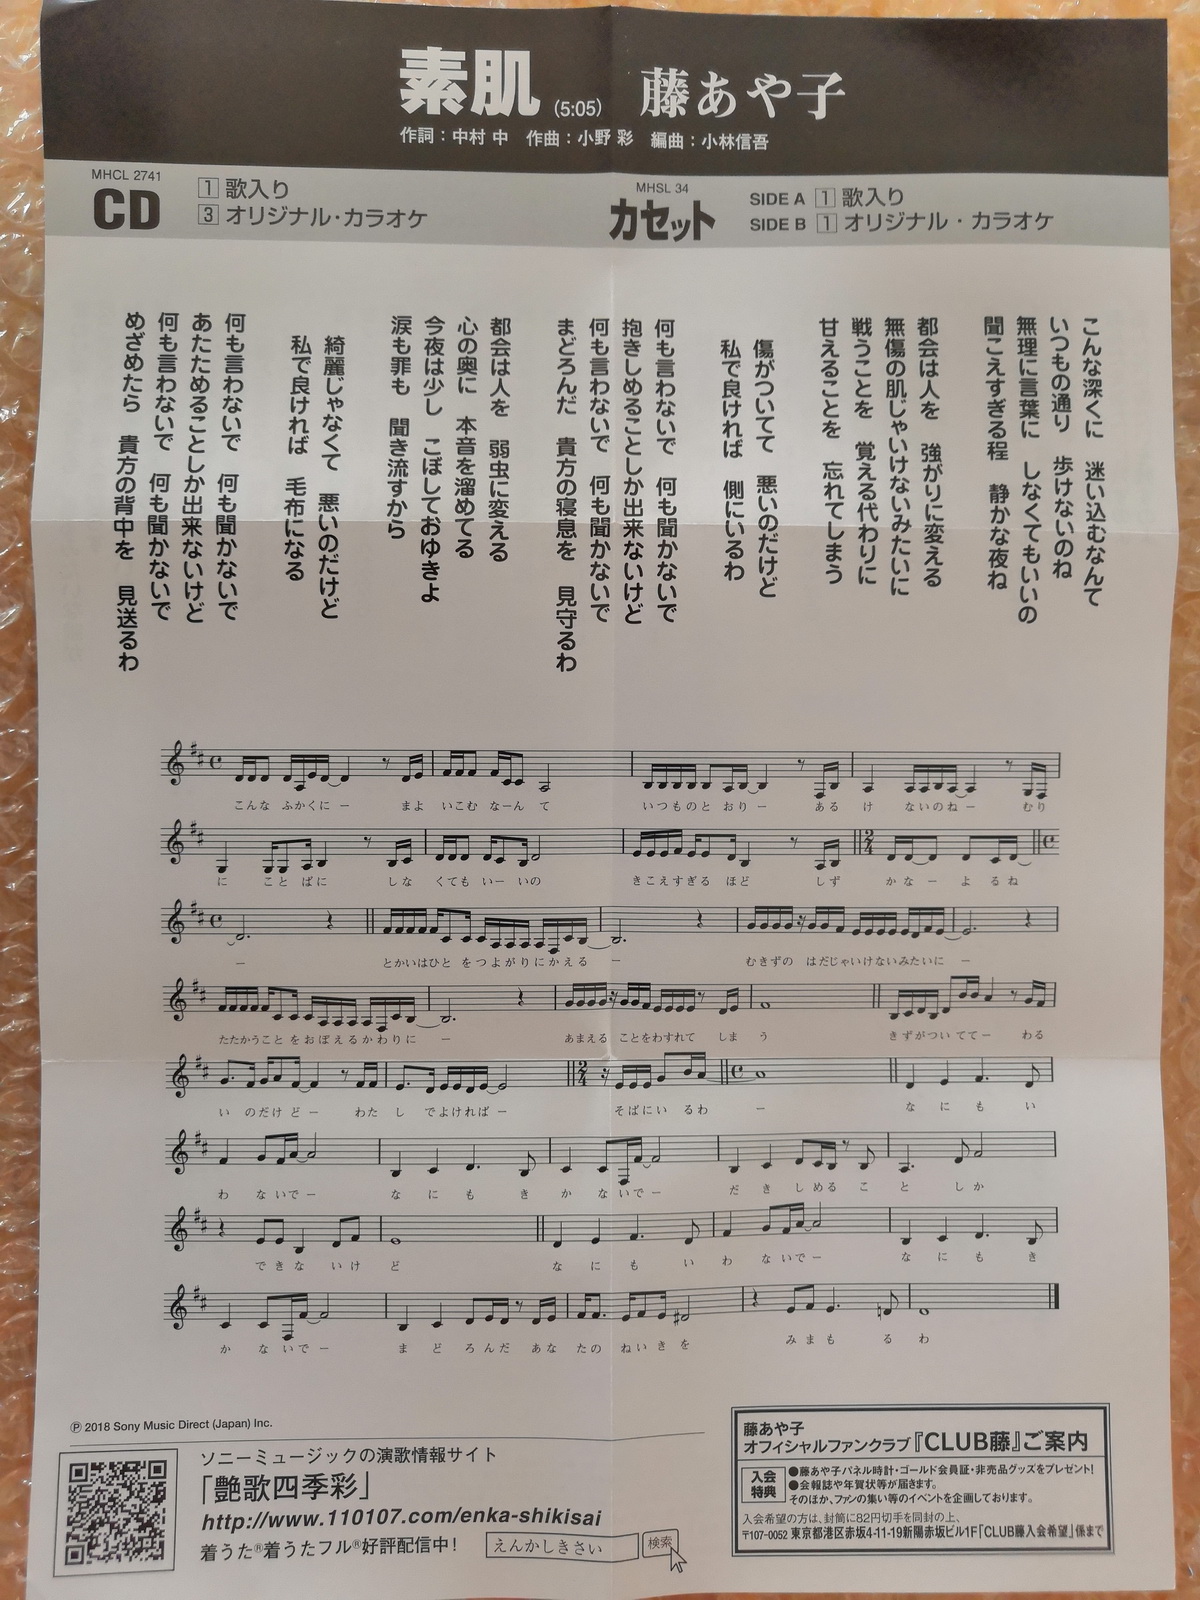 素肌 (5:05) 藤あや子
作詞：中村 中 作曲：小野 彩 編曲：小林信吾
MHCL 2741
CD
1 歌入り
3 オリジナル・カラオケ
MHSL 34
カセット
SIDE A 1 歌入り
SIDE B 1 オリジナル・カラオケ
こんな深くに 迷い込むなんて
いつもの通り 歩けないのね
無理に言葉に しなくてもいいの
聞こえすぎる程 静かな夜ね
都会は人を 強がりに変える
無傷の肌じゃいけないみたいに
戦うことを 覚える代わりに
甘えることを 忘れてしまう
傷がついてて 悪いのだけど
私で良ければ 側にいるわ
何も言わないで 何も聞かないで
抱きしめることしか出来ないけど
何も言わないで 何も聞かないで
まどろんだ 貴方の寝息を 見守るわ
都会は人を 弱虫に変える
心の奥に 本音を溜めてる
今夜は少し こぼしておゆきよ
涙も罪も 聞き流すから
綺麗じゃなくて 悪いのだけど
私で良ければ 毛布になる
何も言わないで 何も聞かないで
あたためることしか出来ないけど
何も言わないで 何も聞かないで
めざめたら 貴方の背中を 見送るわ
こんな ふかくに ー まよ いこむ なーん て いつものと おりー ある け ないのねー むり
に こと ばに しな くても いー いの きこえすぎる ほど しず かなー よ るね
ー とかいはひと をつよがりにかえる ー むきずの はだじゃいけないみたいに ー
たたかうこと をおぼえるかわりに ー あまえる ことをわすれて しま う きずがつい ててー わる
い のだけ どー わた し でよければー そばにい るわ ー な に も い
わ ないでー な に も き か ないでー だ き しめる こ と し か
できな いけ ど な に も い わ ないでー な に も き
か ないでー ま ど ろんだ あな たの ねいき を みまも る わ
Ⓟ 2018 Sony Music Direct (Japan) Inc.
ソニーミュージックの演歌情報サイト
「艶歌四季彩」
http://www.110107.com/enka-shikisai
着うた®着うたフル®好評配信中！ えんかしきさい 検索
藤あや子
オフィシャルファンクラブ『CLUB藤』ご案内
入会特典
●藤あや子パネル時計・ゴールド会員証・非売品グッズをプレゼント！
●会報誌や年賀状等が届きます。
そのほか、ファンの集い等のイベントを企画しております。
入会希望の方は、封筒に82円切手を同封の上、
〒107-0052 東京都港区赤坂4-11-19新陽赤坂ビル1F「CLUB藤入会希望」係まで